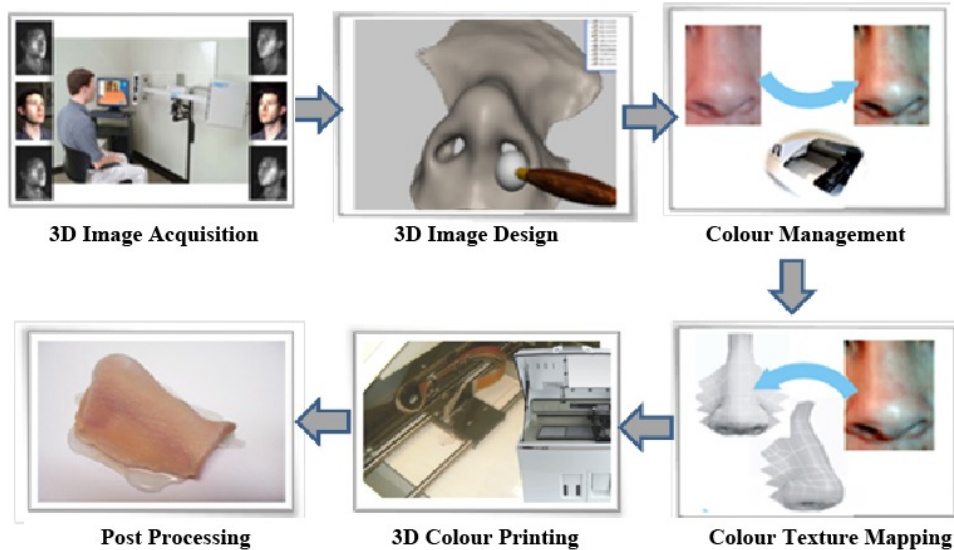 3D Image Acquisition
3D Image Design
Colour Management
Colour Texture Mapping
3D Colour Printing
Post Processing